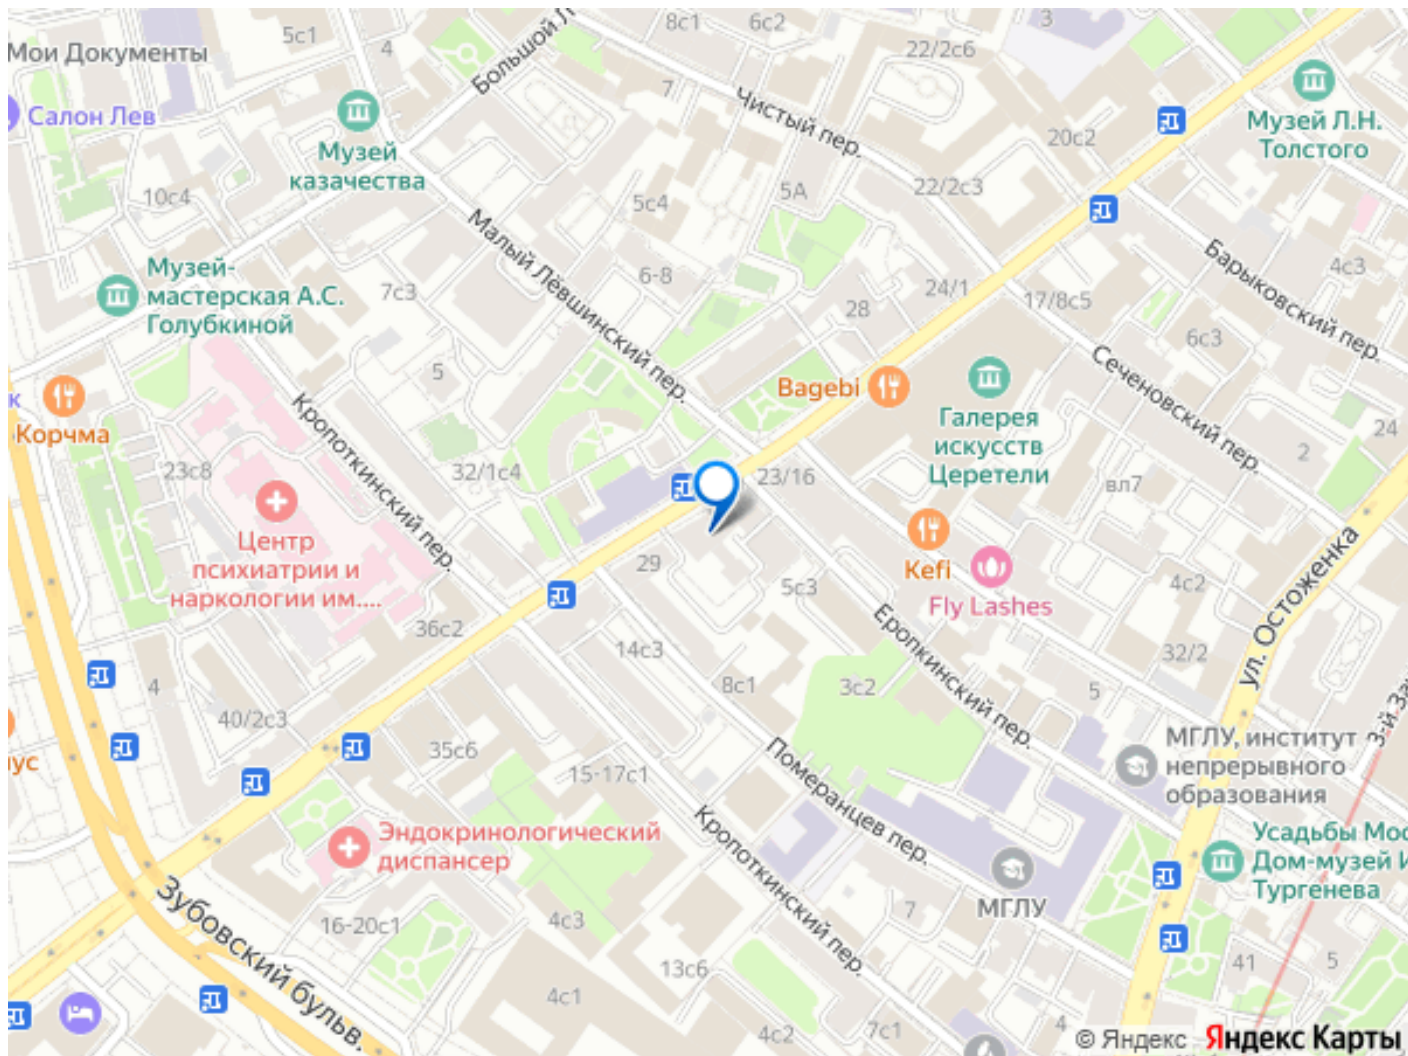 5с1
4
8с1
6с2
3
22/2с6
Мои Документы
Большой Л
7
Чистый пер.
20с2
Музей Л.Н.
Толстого
Салон Лев
Музей
казачества
10с4
5с4
5А
22/2с3
Малый Лёвшинский пер.
6-8
Барыковский пер.
4с3
Музей-
мастерская А.С.
Голубкиной
7с3
28
24/1
17/8с5
6с3
Сеченовский пер.
5
Bagebi
Галерея
искусств
Церетели
к
Корчма
Кропоткинский пер.
23с8
32/1с4
23/16
вл7
2
24
Центр
психиатрии и
наркологии им....
29
5с3
Kefi
Fly Lashes
4с2
ул. Остоженка
36с2
14с3
Еропкинский пер.
32/2
4
40/2с3
8с1
3с2
5
3-й За
ус
35с6
15-17с1
Померанцев пер.
МГЛУ, институт
непрерывного
образования
Эндокринологический
диспансер
Кропоткинский пер.
Усадьбы Мос
Дом-музей И
Тургенева
МГЛУ
Зубовский бульв.
16-20с1
4с3
7
13с6
41
5
4с1
4с2
7с1
4
© Яндекс Яндекс Карты